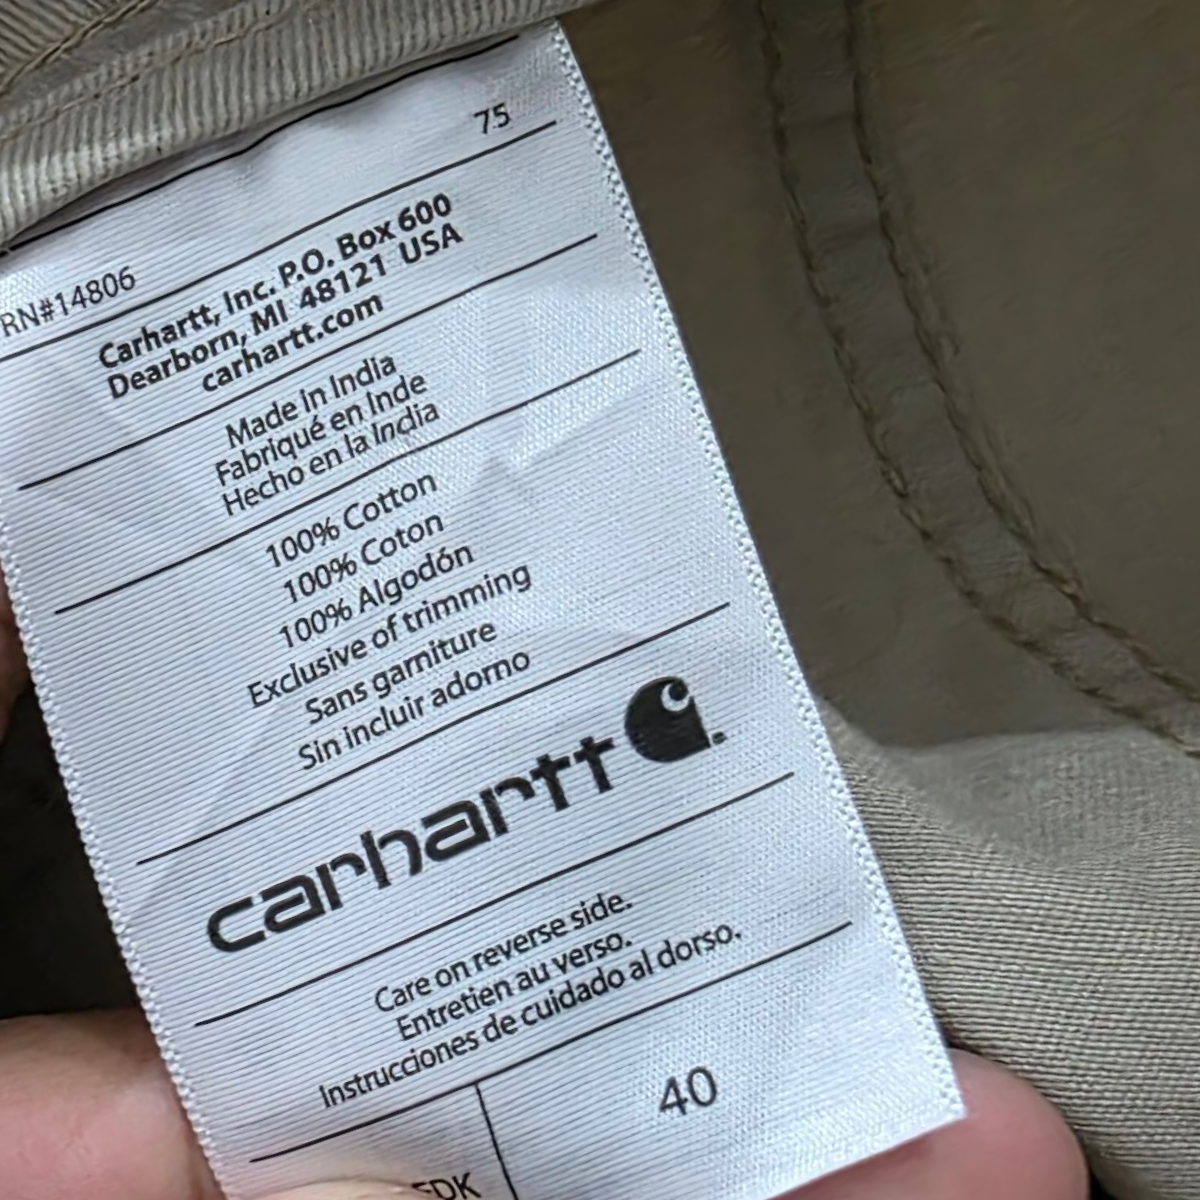 75
RN#14806
Carhartt, Inc. P.O. Box 600
Dearborn, MI 48121 USA
carhartt.com
Made in India
Fabriqué en Inde
Hecho en la India
100% Cotton
100% Coton
100% Algodón
Exclusive of trimming
Sans garniture
Sin incluir adorno
carhartt
Care on reverse side.
Entretien au verso.
Instrucciones de cuidado al dorso.
40